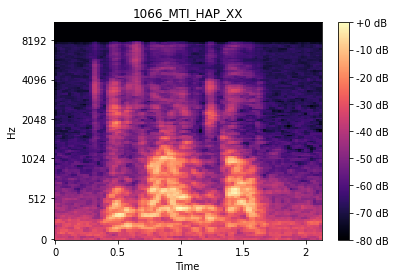 1066_MTI_HAP_XX
8192
4096
2048
1024
512
0
Hz
0
0.5
1
1.5
2
Time
+0 dB
-10 dB
-20 dB
-30 dB
-40 dB
-50 dB
-60 dB
-70 dB
-80 dB